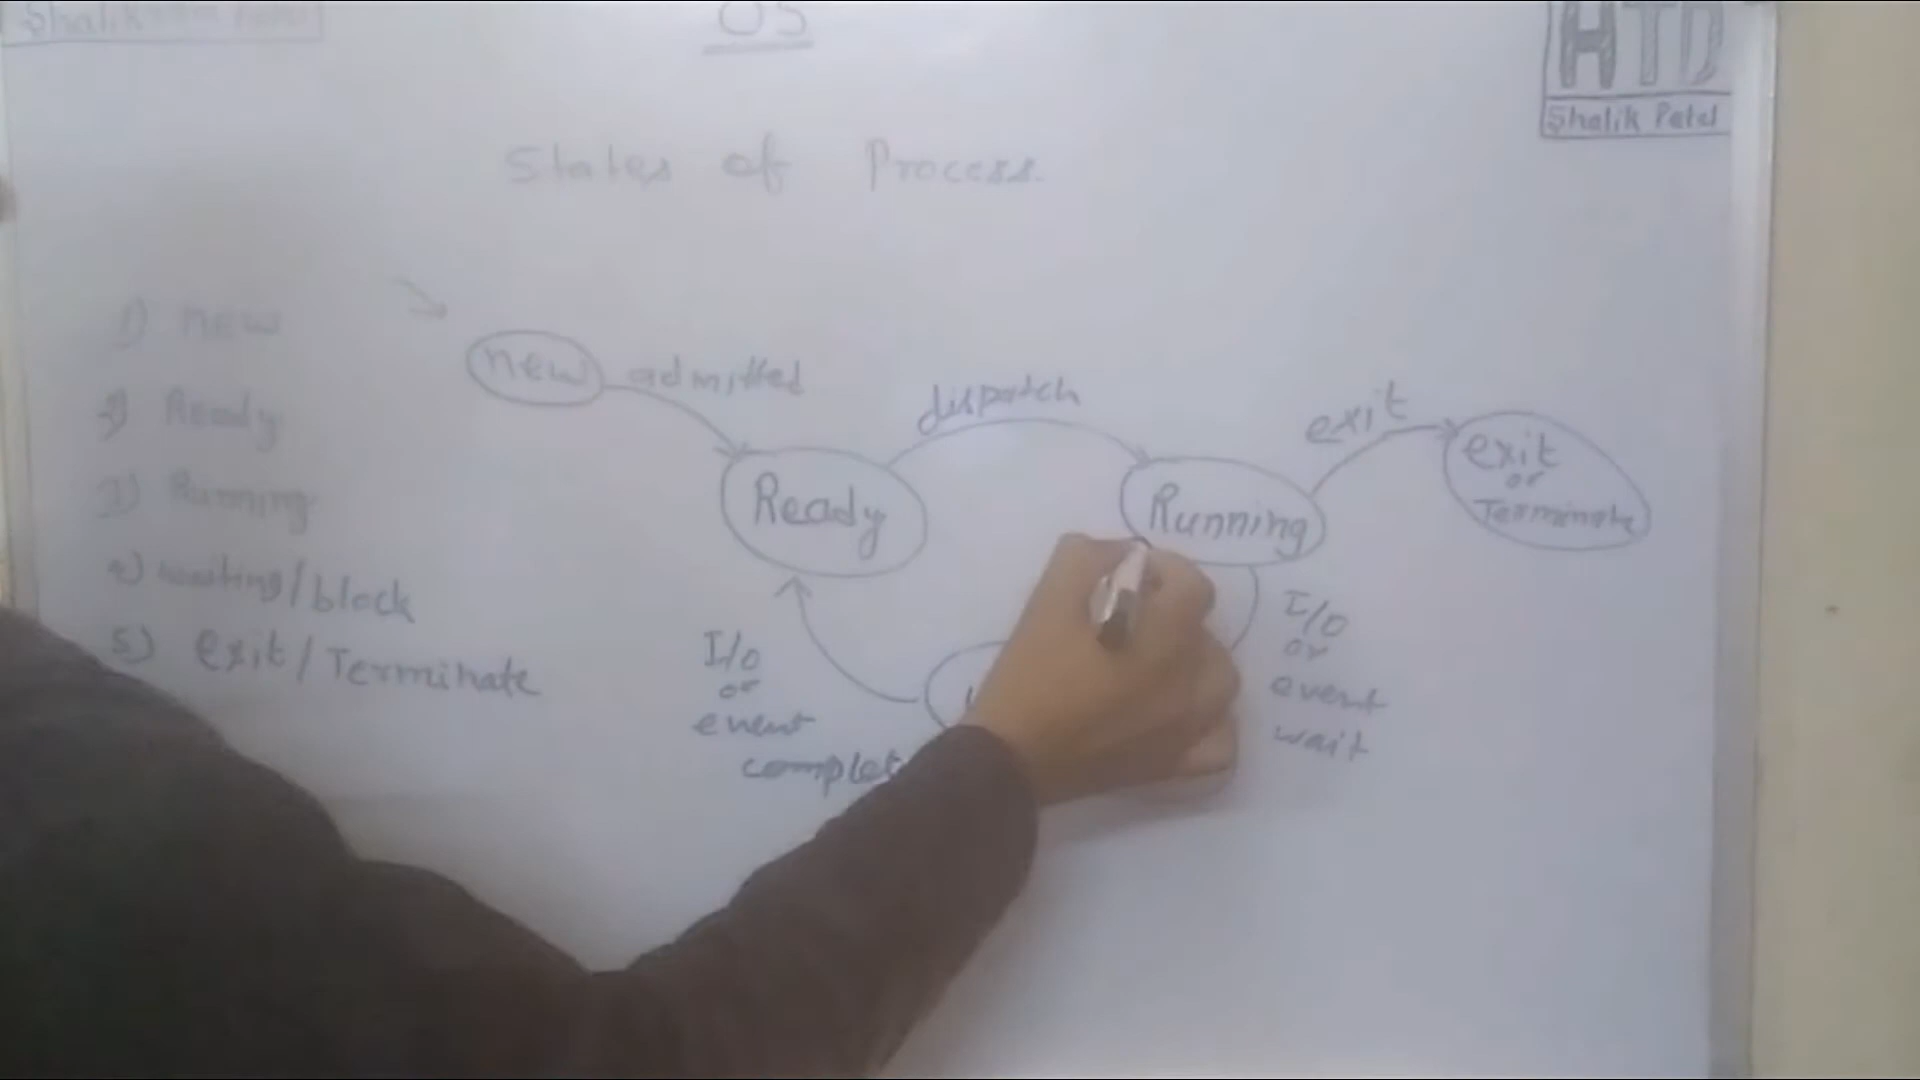 OS
HTD
Shalik Patel
States of Process.
1) new
2) Ready
3) Running
4) waiting/block
5) exit/Terminate
new
admitted
dispatch
exit
exit
or
Terminate
Ready
Running
I/O
or
event
wait
I/O
or
event
complet